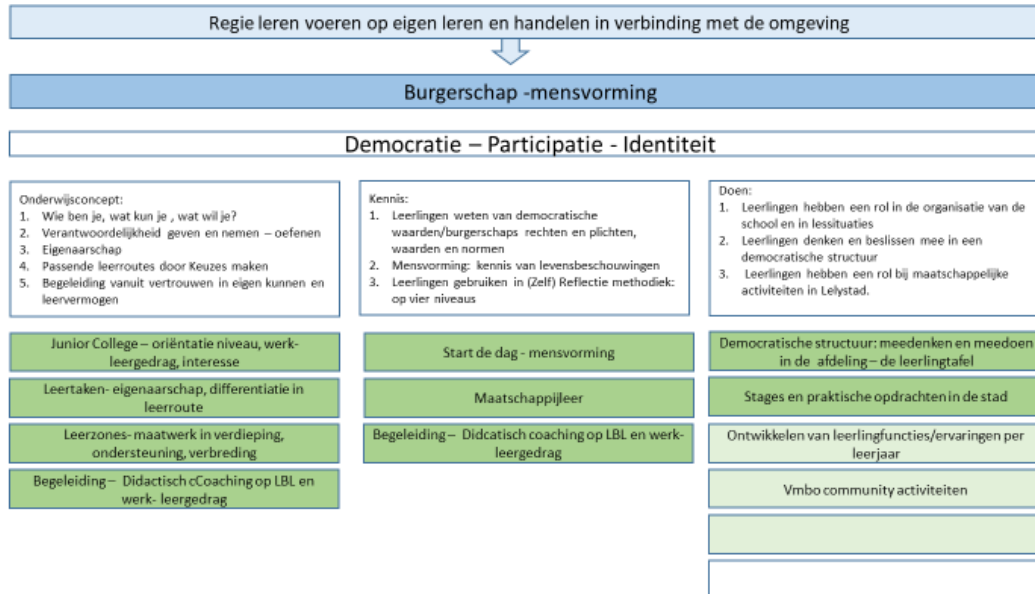 Regie leren voeren op eigen leren en handelen in verbinding met de omgeving
Burgerschap -mensvorming
Democratie – Participatie - Identiteit
Onderwijsconcept:
1. Wie ben je, wat kun je , wat wil je?
2. Verantwoordelijkheid geven en nemen – oefenen
3. Eigenaarschap
4. Passende leerroutes door Keuzes maken
5. Begeleiding vanuit vertrouwen in eigen kunnen en
leervermogen
Junior College – oriëntatie niveau, werk-
leergedrag, interesse
Leertaken- eigenaarschap, differentiatie in
leerroute
Leerzones- maatwerk in verdieping,
ondersteuning, verbreding
Begeleiding – Didactisch cCoaching op LBL en
werk- leergedrag
Kennis:
1. Leerlingen weten van democratische
waarden/burgerschaps rechten en plichten,
waarden en normen
2. Mensvorming: kennis van levensbeschouwingen
3. Leerlingen gebruiken in (Zelf) Reflectie methodiek:
op vier niveaus
Start de dag - mensvorming
Maatschappijleer
Begeleiding – Didcatisch coaching op LBL en werk-
leergedrag
Doen:
1. Leerlingen hebben een rol in de organisatie van de
school en in lessituaties
2. Leerlingen denken en beslissen mee in een
democratische structuur
3. Leerlingen hebben een rol bij maatschappelijke
activiteiten in Lelystad.
Democratische structuur: meedenken en meedoen
in de afdeling – de leerlingtafel
Stages en praktische opdrachten in de stad
Ontwikkelen van leerlingfuncties/ervaringen per
leerjaar
Vmbo community activiteiten